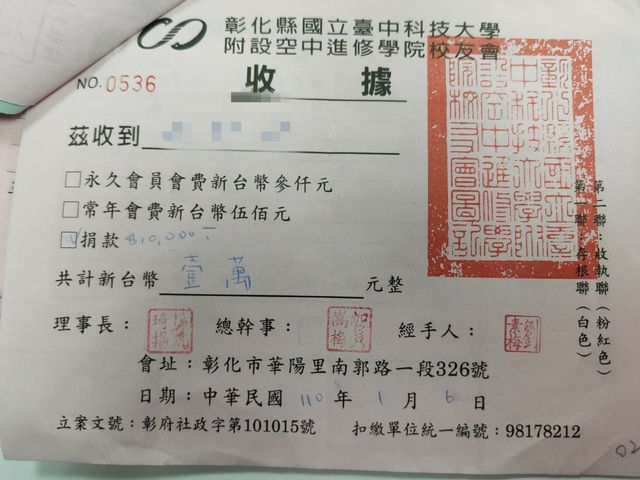 彰化縣國立臺中科技大學
附設空中進修學院校友會
NO.0536
收 據
茲收到
□永久會員會費新台幣參仟元
□常年會費新台幣伍佰元
☑捐款 $10,000元
共計新台幣 壹萬 元整
理事長： 總幹事： 經手人：
會址：彰化市華陽里南郭路一段326號
日期：中華民國 110 年 1 月 6 日
立案文號：彰府社政字第101015號 扣繳單位統一編號：98178212
第二聯：收執聯(粉紅色)
第一聯：存根聯(白色)
02